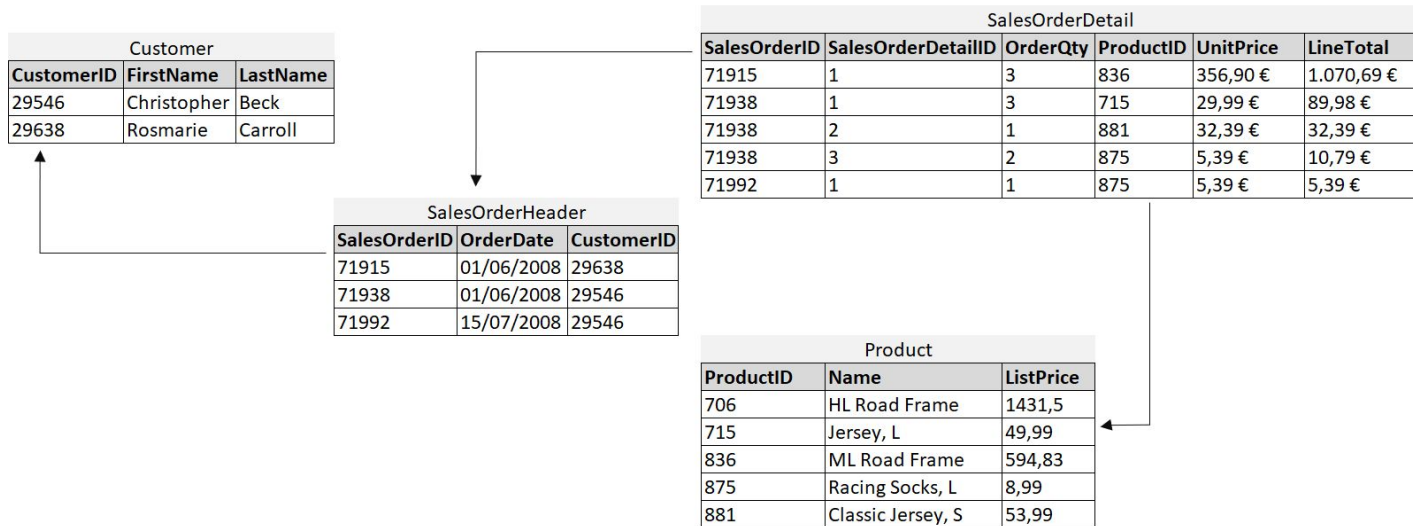 Customer
CustomerID FirstName LastName
29546 Christopher Beck
29638 Rosmarie Carroll
SalesOrderDetail
SalesOrderID SalesOrderDetailID OrderQty ProductID UnitPrice LineTotal
71915 1 3 836 356,90 € 1.070,69 €
71938 1 3 715 29,99 € 89,98 €
71938 2 1 881 32,39 € 32,39 €
71938 3 2 875 5,39 € 10,79 €
71992 1 1 875 5,39 € 5,39 €
SalesOrderHeader
SalesOrderID OrderDate CustomerID
71915 01/06/2008 29638
71938 01/06/2008 29546
71992 15/07/2008 29546
Product
ProductID Name ListPrice
706 HL Road Frame 1431,5
715 Jersey, L 49,99
836 ML Road Frame 594,83
875 Racing Socks, L 8,99
881 Classic Jersey, S 53,99